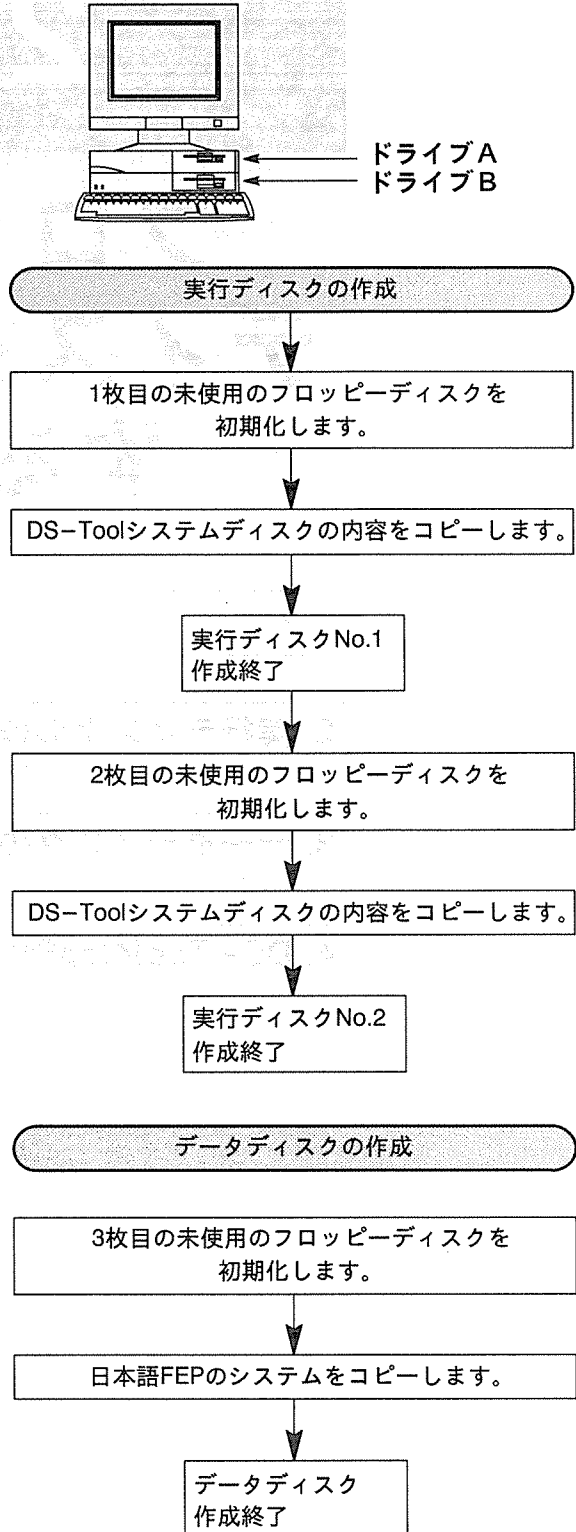 ドライブA
ドライブB
実行ディスクの作成
1枚目の未使用のフロッピーディスクを
初期化します。
DS−Toolシステムディスクの内容をコピーします。
実行ディスクNo.1
作成終了
2枚目の未使用のフロッピーディスクを
初期化します。
DS−Toolシステムディスクの内容をコピーします。
実行ディスクNo.2
作成終了
データディスクの作成
3枚目の未使用のフロッピーディスクを
初期化します。
日本語FEPのシステムをコピーします。
データディスク
作成終了